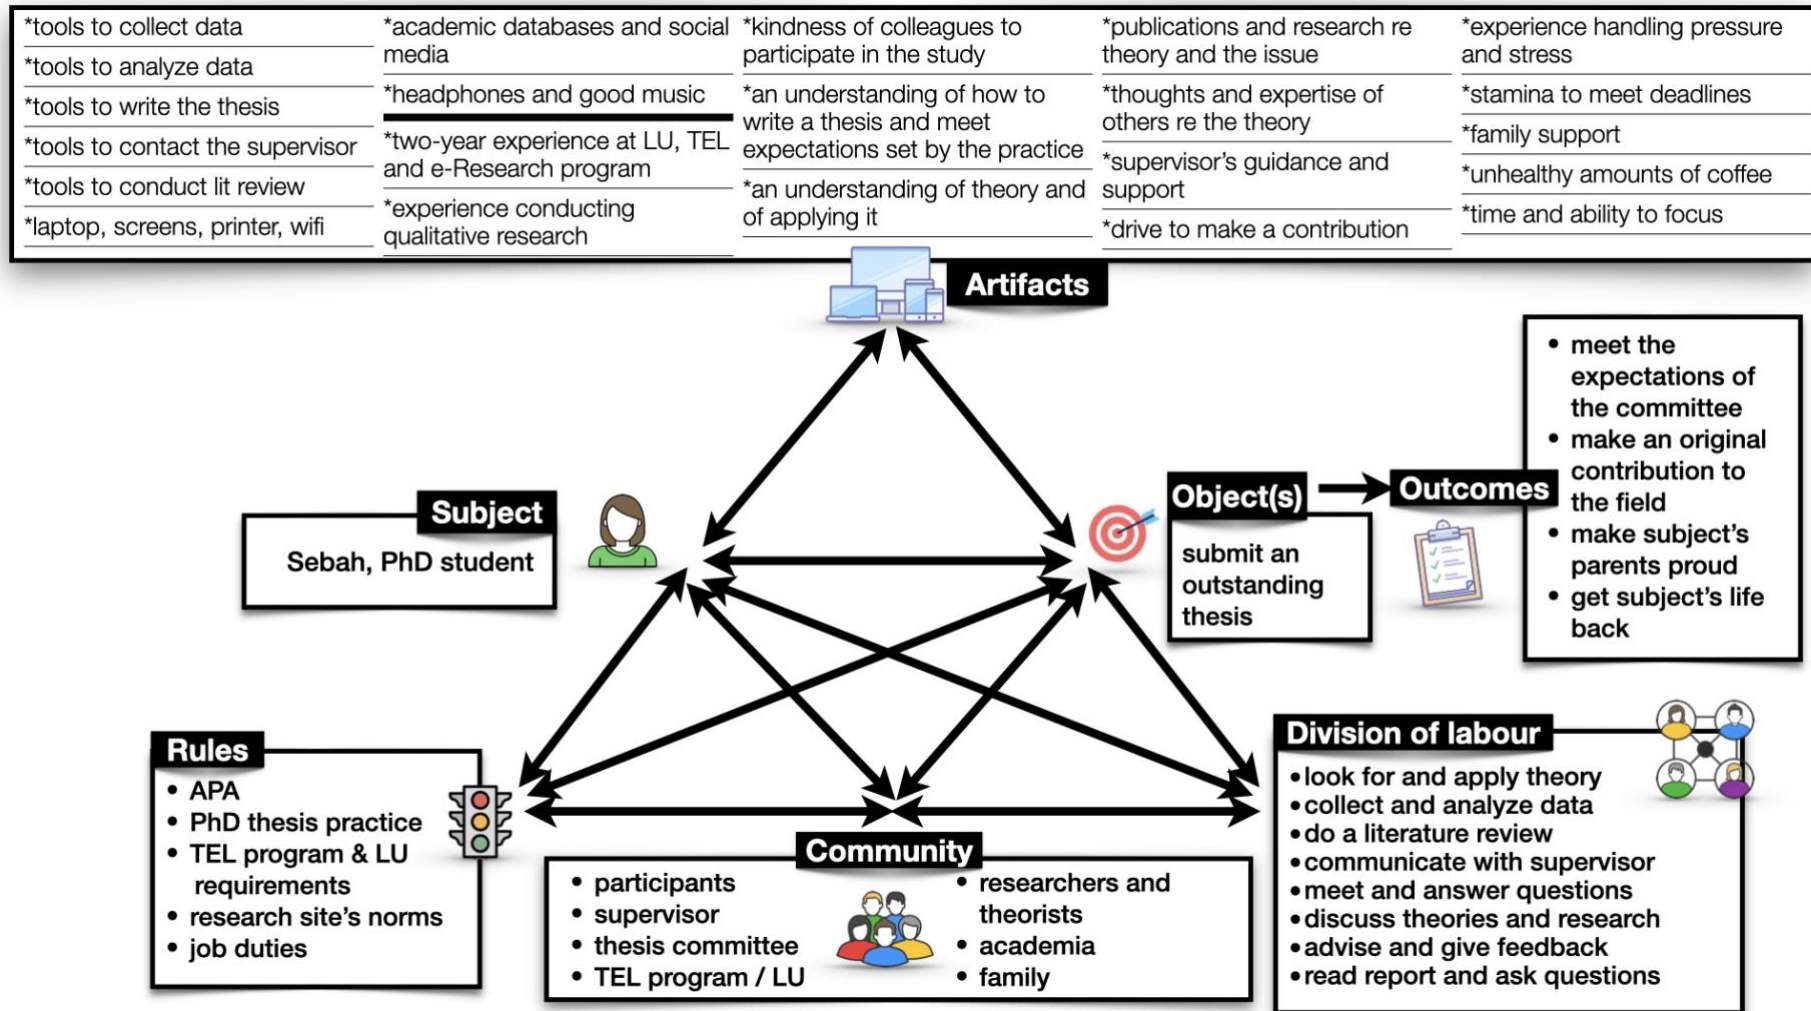 *tools to collect data
*tools to analyze data
*tools to write the thesis
*tools to contact the supervisor
*tools to conduct lit review
*laptop, screens, printer, wifi
*academic databases and social
media
*headphones and good music
*two-year experience at LU, TEL
and e-Research program
*experience conducting
qualitative research
*kindness of colleagues to
participate in the study
*an understanding of how to
write a thesis and meet
expectations set by the practice
*an understanding of theory and
of applying it
*publications and research re
theory and the issue
*thoughts and expertise of
others re the theory
*supervisor's guidance and
support
*drive to make a contribution
*experience handling pressure
and stress
*stamina to meet deadlines
*family support
*unhealthy amounts of coffee
*time and ability to focus
Artifacts
Subject
Sebah, PhD student
Object(s)
submit an
outstanding
thesis
Outcomes
• meet the
expectations of
the committee
• make an original
contribution to
the field
• make subject's
parents proud
• get subject's life
back
Rules
• APA
• PhD thesis practice
• TEL program & LU
requirements
• research site's norms
• job duties
Community
• participants
• supervisor
• thesis committee
• TEL program / LU
• researchers and
theorists
• academia
• family
Division of labour
•look for and apply theory
•collect and analyze data
•do a literature review
•communicate with supervisor
•meet and answer questions
•discuss theories and research
•advise and give feedback
•read report and ask questions